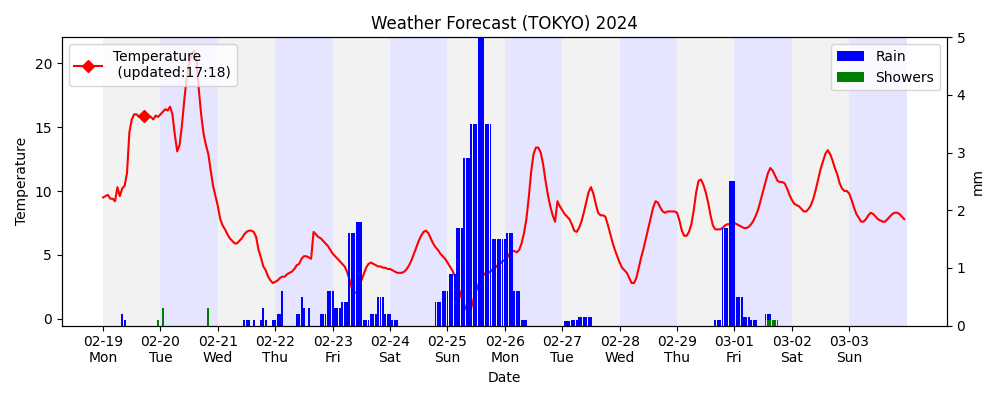 Weather Forecast (TOKYO) 2024
Temperature
(updated:17:18)
Rain
Showers
Temperature
20
15
10
5
0
5
4
3
2
1
0
mm
02-19 02-20 02-21 02-22 02-23 02-24 02-25 02-26 02-27 02-28 02-29 03-01 03-02 03-03
Mon Tue Wed Thu Fri Sat Sun Mon Tue Wed Thu Fri Sat Sun
Date